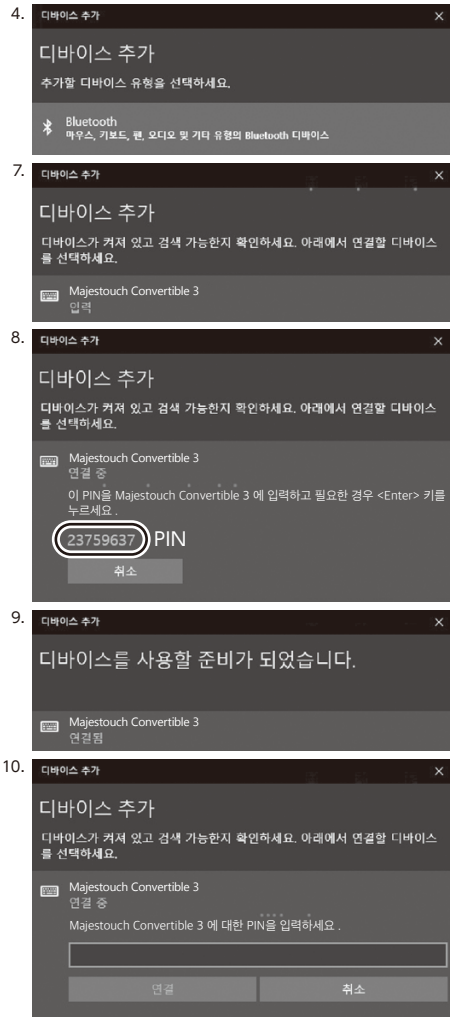 4.
디바이스 추가
디바이스 추가
추가할 디바이스 유형을 선택하세요.
Bluetooth
마우스, 키보드, 펜, 오디오 및 기타 유형의 Bluetooth 디바이스
7.
디바이스 추가
디바이스 추가
디바이스가 켜져 있고 검색 가능한지 확인하세요. 아래에서 연결할 디바이스
를 선택하세요.
Majestouch Convertible 3
입력
8.
디바이스 추가
디바이스 추가
디바이스가 켜져 있고 검색 가능한지 확인하세요. 아래에서 연결할 디바이스
를 선택하세요.
Majestouch Convertible 3
연결 중
이 PIN을 Majestouch Convertible 3 에 입력하고 필요한 경우 <Enter> 키를
누르세요 .
23759637 PIN
취소
9.
디바이스 추가
디바이스를 사용할 준비가 되었습니다.
Majestouch Convertible 3
연결됨
10.
디바이스 추가
디바이스 추가
디바이스가 켜져 있고 검색 가능한지 확인하세요. 아래에서 연결할 디바이스
를 선택하세요.
Majestouch Convertible 3
연결 중
Majestouch Convertible 3 에 대한 PIN을 입력하세요 .
연결 취소